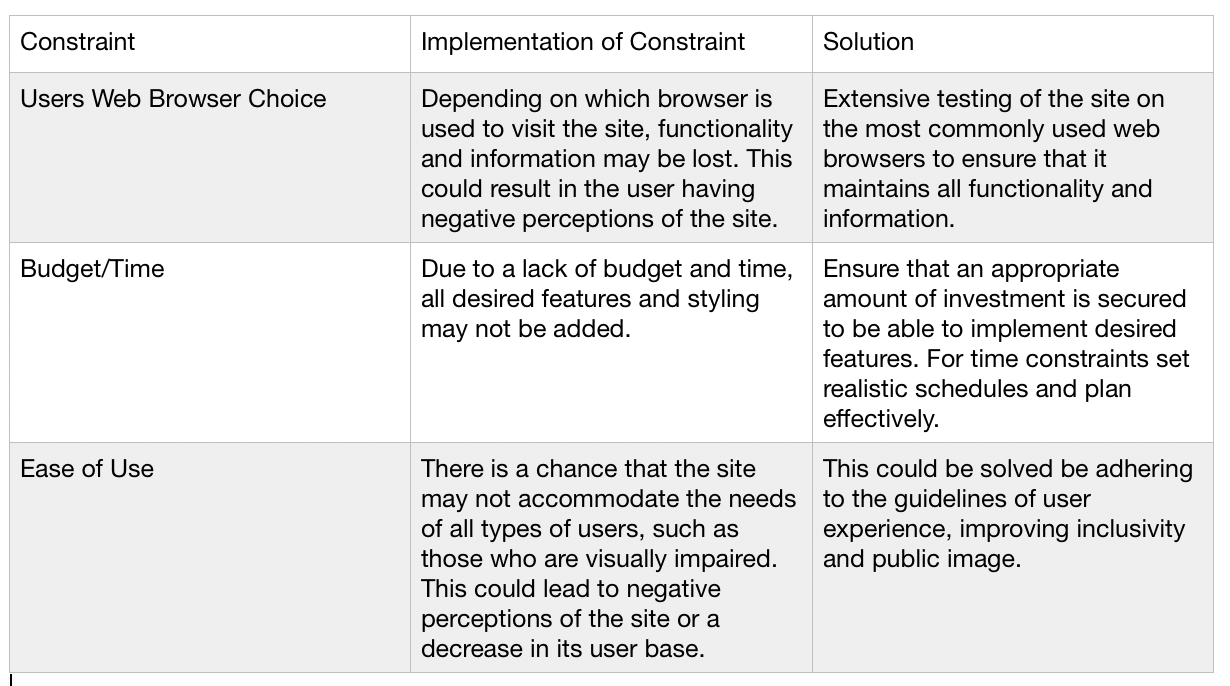 Constraint
Implementation of Constraint
Solution
Users Web Browser Choice
Depending on which browser is
used to visit the site, functionality
and information may be lost. This
could result in the user having
negative perceptions of the site.
Extensive testing of the site on
the most commonly used web
browsers to ensure that it
maintains all functionality and
information.
Budget/Time
Due to a lack of budget and time,
all desired features and styling
may not be added.
Ensure that an appropriate
amount of investment is secured
to be able to implement desired
features. For time constraints set
realistic schedules and plan
effectively.
Ease of Use
There is a chance that the site
may not accommodate the needs
of all types of users, such as
those who are visually impaired.
This could lead to negative
perceptions of the site or a
decrease in its user base.
This could be solved be adhering
to the guidelines of user
experience, improving inclusivity
and public image.